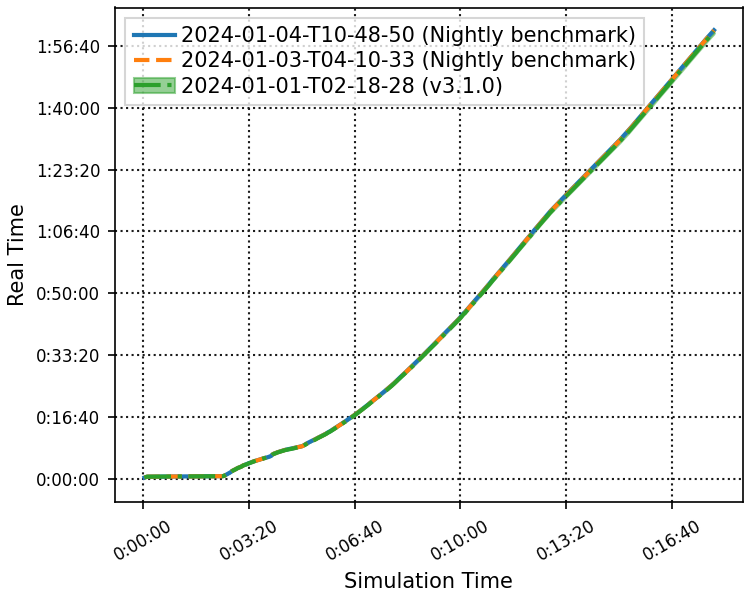 2024-01-04-T10-48-50 (Nightly benchmark)
2024-01-03-T04-10-33 (Nightly benchmark)
2024-01-01-T02-18-28 (v3.1.0)
1:56:40
1:40:00
1:23:20
1:06:40
0:50:00
0:33:20
0:16:40
0:00:00
Real Time
0:00:00
0:03:20
0:06:40
0:10:00
0:13:20
0:16:40
Simulation Time